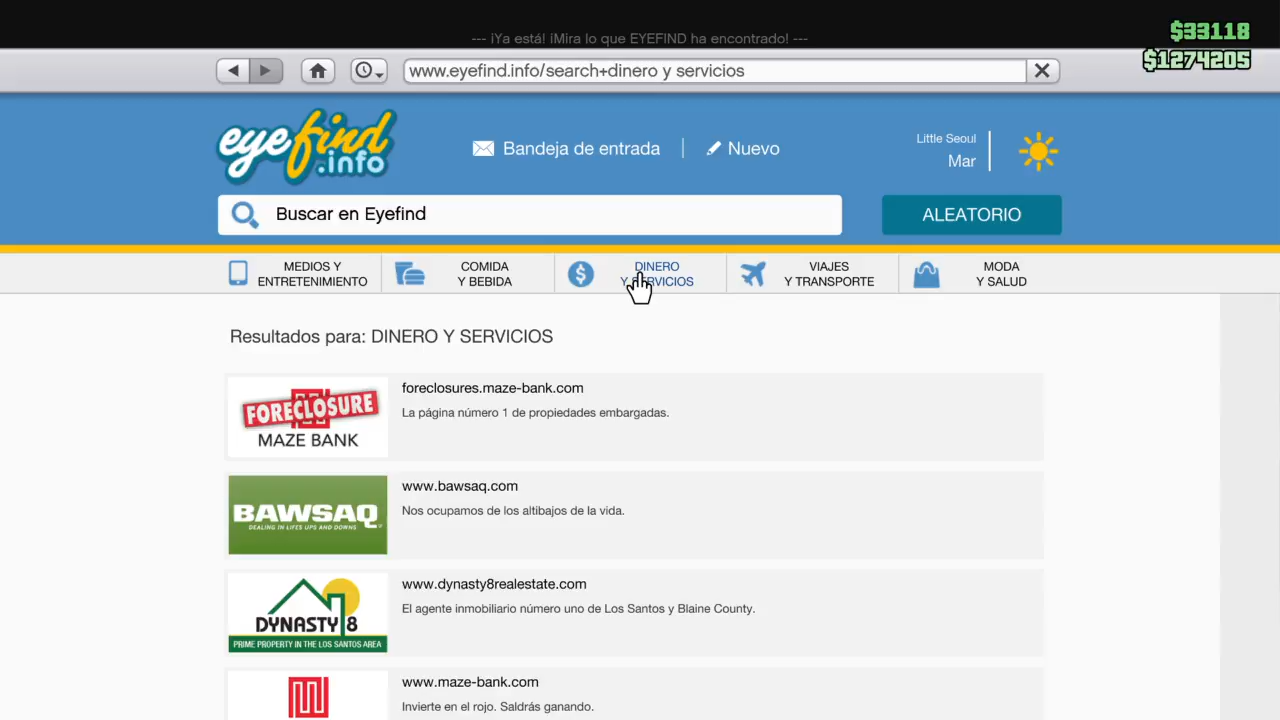 --- ¡Ya está! ¡Mira lo que EYEFIND ha encontrado! ---
$33118
$1274205
www.eyefind.info/search+dinero y servicios
eyefind
.info
Bandeja de entrada
Nuevo
Little Seoul
Mar
Buscar en Eyefind
ALEATORIO
MEDIOS Y
ENTRETENIMIENTO
COMIDA
Y BEBIDA
DINERO
Y SERVICIOS
VIAJES
Y TRANSPORTE
MODA
Y SALUD
Resultados para: DINERO Y SERVICIOS
FORECLOSURE
MAZE BANK
foreclosures.maze-bank.com
La página número 1 de propiedades embargadas.
BAWSAQ
DEALING IN LIFES UPS AND DOWNS
www.bawsaq.com
Nos ocupamos de los altibajos de la vida.
DYNASTY 8
PRIME PROPERTY IN THE LOS SANTOS AREA
www.dynasty8realestate.com
El agente inmobiliario número uno de Los Santos y Blaine County.
www.maze-bank.com
Invierte en el rojo. Saldrás ganando.